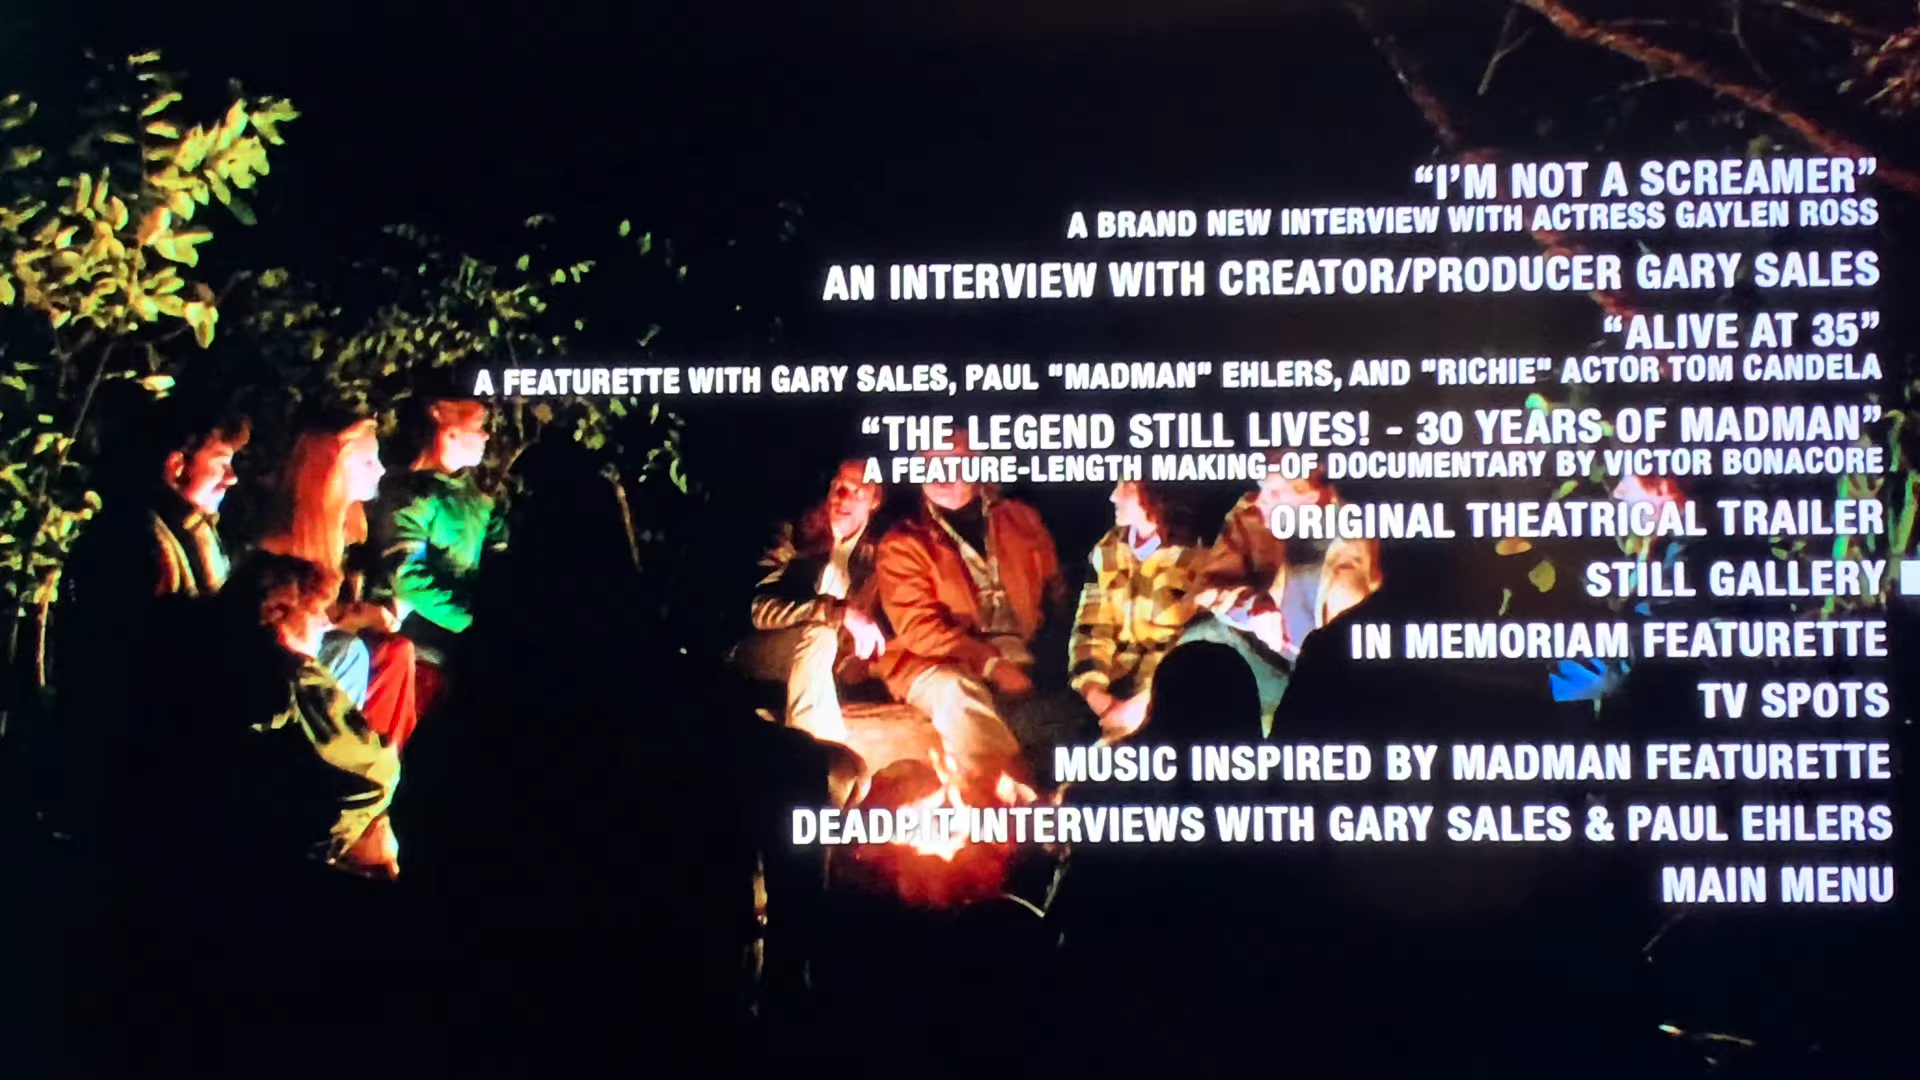 “I’M NOT A SCREAMER”
A BRAND NEW INTERVIEW WITH ACTRESS GAYLEN ROSS
AN INTERVIEW WITH CREATOR/PRODUCER GARY SALES
“ALIVE AT 35”
A FEATURETTE WITH GARY SALES, PAUL "MADMAN" EHLERS, AND "RICHIE" ACTOR TOM CANDELA
“THE LEGEND STILL LIVES! - 30 YEARS OF MADMAN”
A FEATURE-LENGTH MAKING-OF DOCUMENTARY BY VICTOR BONACORE
ORIGINAL THEATRICAL TRAILER
STILL GALLERY
IN MEMORIAM FEATURETTE
TV SPOTS
MUSIC INSPIRED BY MADMAN FEATURETTE
DEADPIT INTERVIEWS WITH GARY SALES & PAUL EHLERS
MAIN MENU